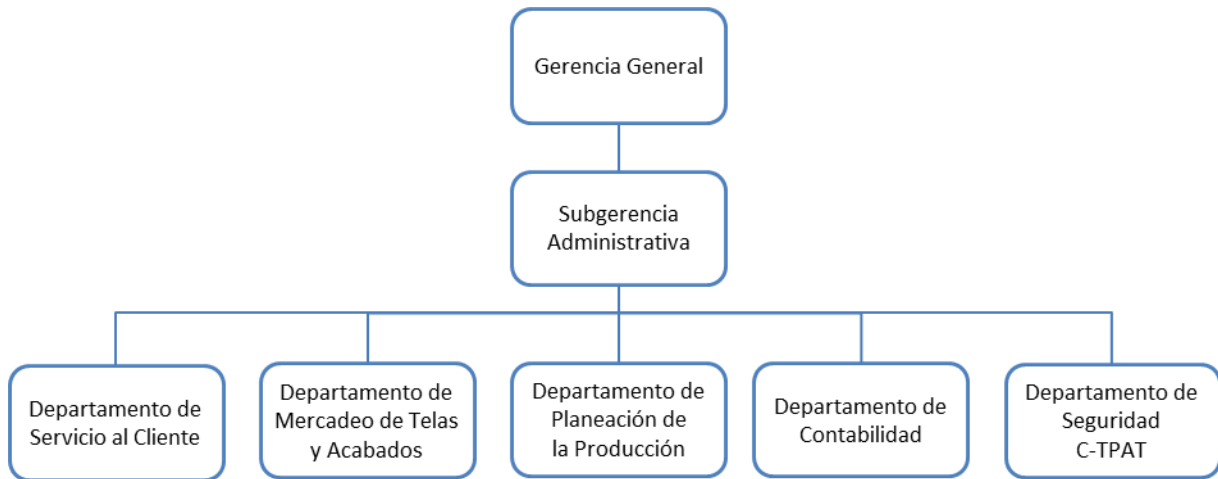 Gerencia General
Subgerencia
Administrativa
Departamento de
Servicio al Cliente
Departamento de
Mercadeo de Telas
y Acabados
Departamento de
Planeación de
la Producción
Departamento de
Contabilidad
Departamento de
Seguridad
C-TPAT